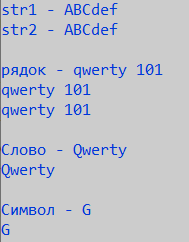 str1 - ABCdef
str2 - ABCdef
рядок - qwerty 101
qwerty 101
qwerty 101
Слово - Qwerty
Qwerty
Символ - G
G